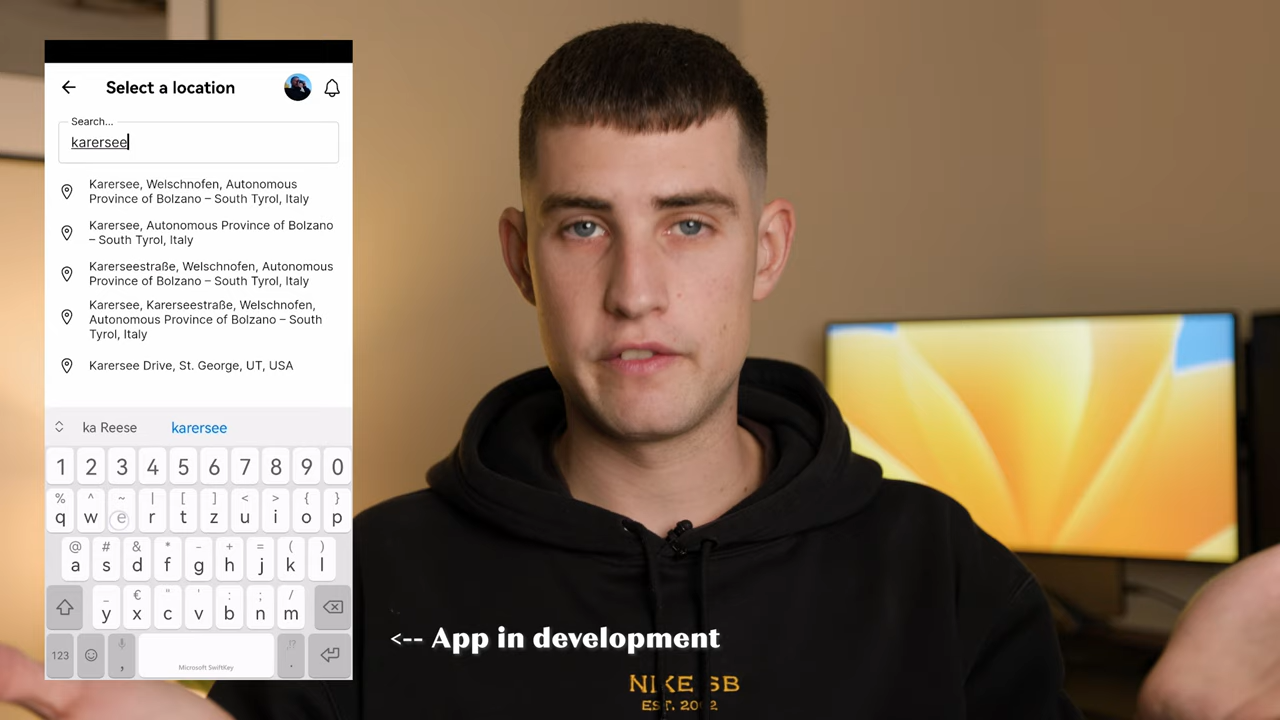 Select a location
Search...
karersee
Karersee, Welschnofen, Autonomous
Province of Bolzano – South Tyrol, Italy
Karersee, Autonomous Province of Bolzano
– South Tyrol, Italy
Karerseestraße, Welschnofen, Autonomous
Province of Bolzano – South Tyrol, Italy
Karersee, Karerseestraße, Welschnofen,
Autonomous Province of Bolzano – South
Tyrol, Italy
Karersee Drive, St. George, UT, USA
ka Reese karersee
1 2 3 4 5 6 7 8 9 0
% ^ ~ | [ ] < > { }
q w e r t z u i o p
@ # & * - + = ( )
a s d f g h j k l
_ € " ' : ; /
y x c v b n m
123 , Microsoft SwiftKey .
!?
<-- App in development
NIKE SB
EST. 2002